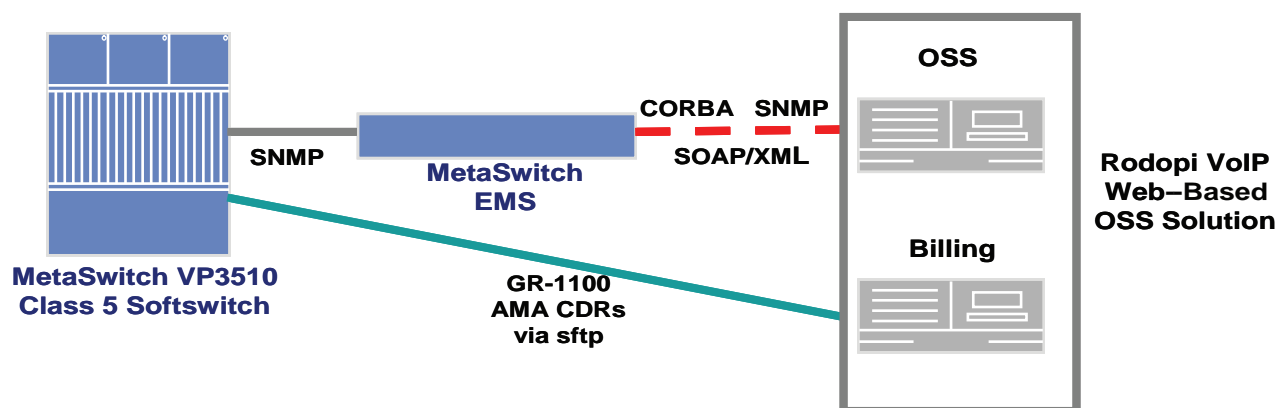 OSS
CORBA SNMP
SNMP
SOAP/XML
MetaSwitch
EMS
Rodopi VoIP
Web–Based
OSS Solution
Billing
MetaSwitch VP3510
Class 5 Softswitch
GR-1100
AMA CDRs
via sftp